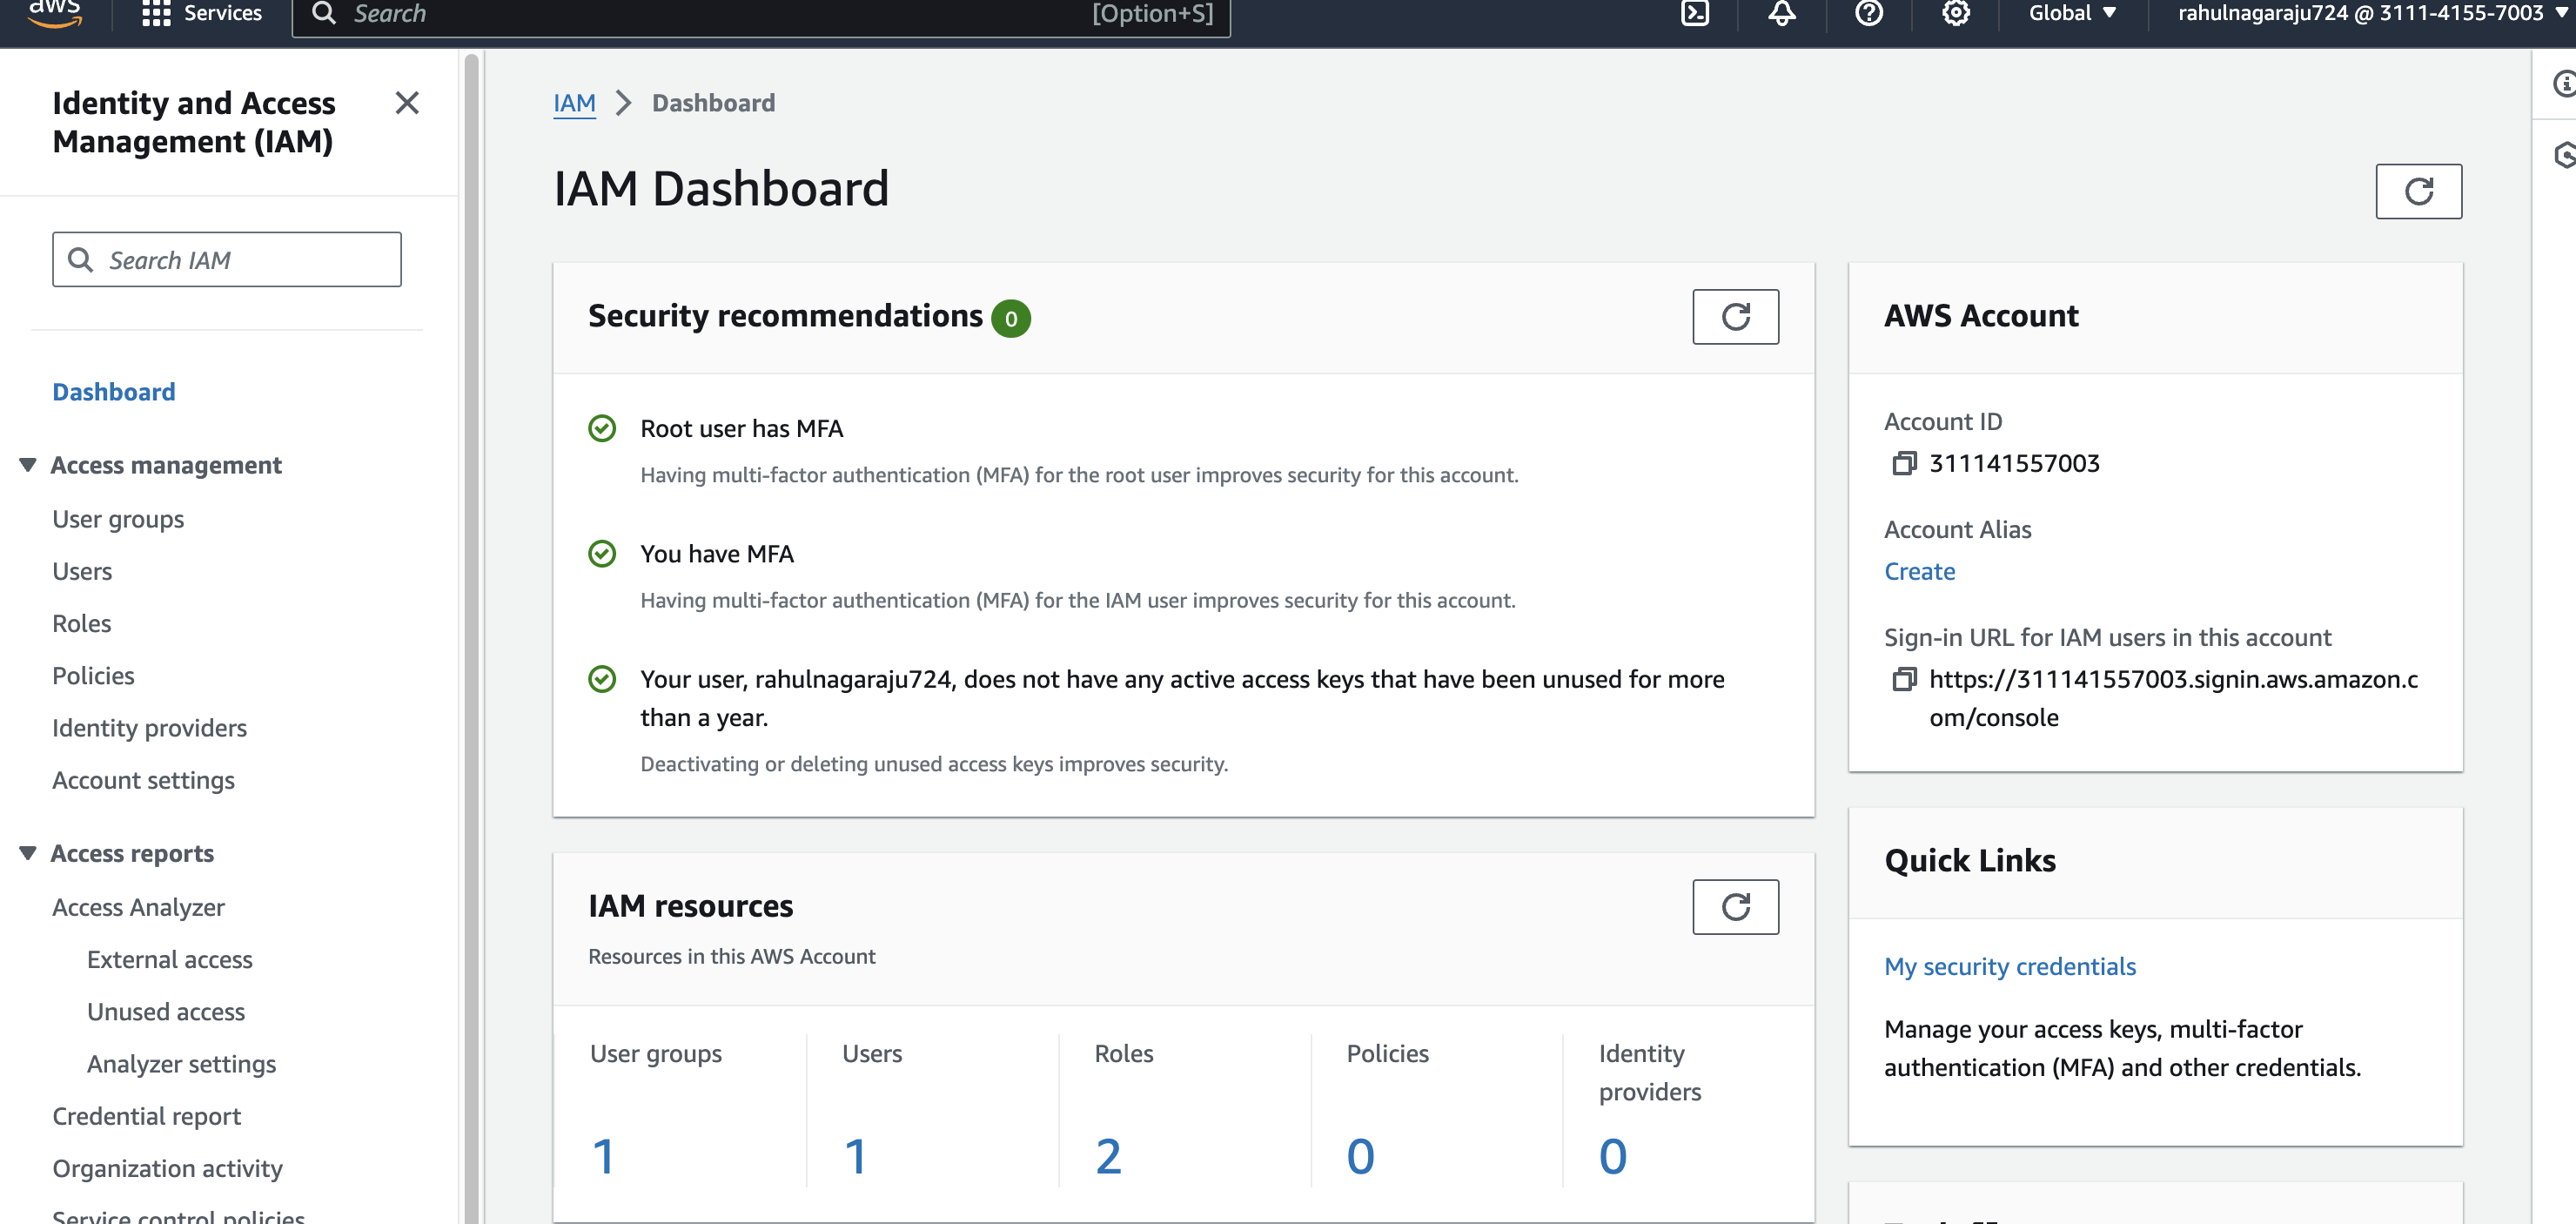 aws
Services
Search
[Option+S]
Global
rahulnagaraju724 @ 3111-4155-7003
Identity and Access
Management (IAM)
Search IAM
Dashboard
Access management
User groups
Users
Roles
Policies
Identity providers
Account settings
Access reports
Access Analyzer
External access
Unused access
Analyzer settings
Credential report
Organization activity
Service control policies
IAM
Dashboard
IAM Dashboard
Security recommendations 0
Root user has MFA
Having multi-factor authentication (MFA) for the root user improves security for this account.
You have MFA
Having multi-factor authentication (MFA) for the IAM user improves security for this account.
Your user, rahulnagaraju724, does not have any active access keys that have been unused for more
than a year.
Deactivating or deleting unused access keys improves security.
IAM resources
Resources in this AWS Account
User groups
1
Users
1
Roles
2
Policies
0
Identity
providers
0
AWS Account
Account ID
311141557003
Account Alias
Create
Sign-in URL for IAM users in this account
https://311141557003.signin.aws.amazon.c
om/console
Quick Links
My security credentials
Manage your access keys, multi-factor
authentication (MFA) and other credentials.